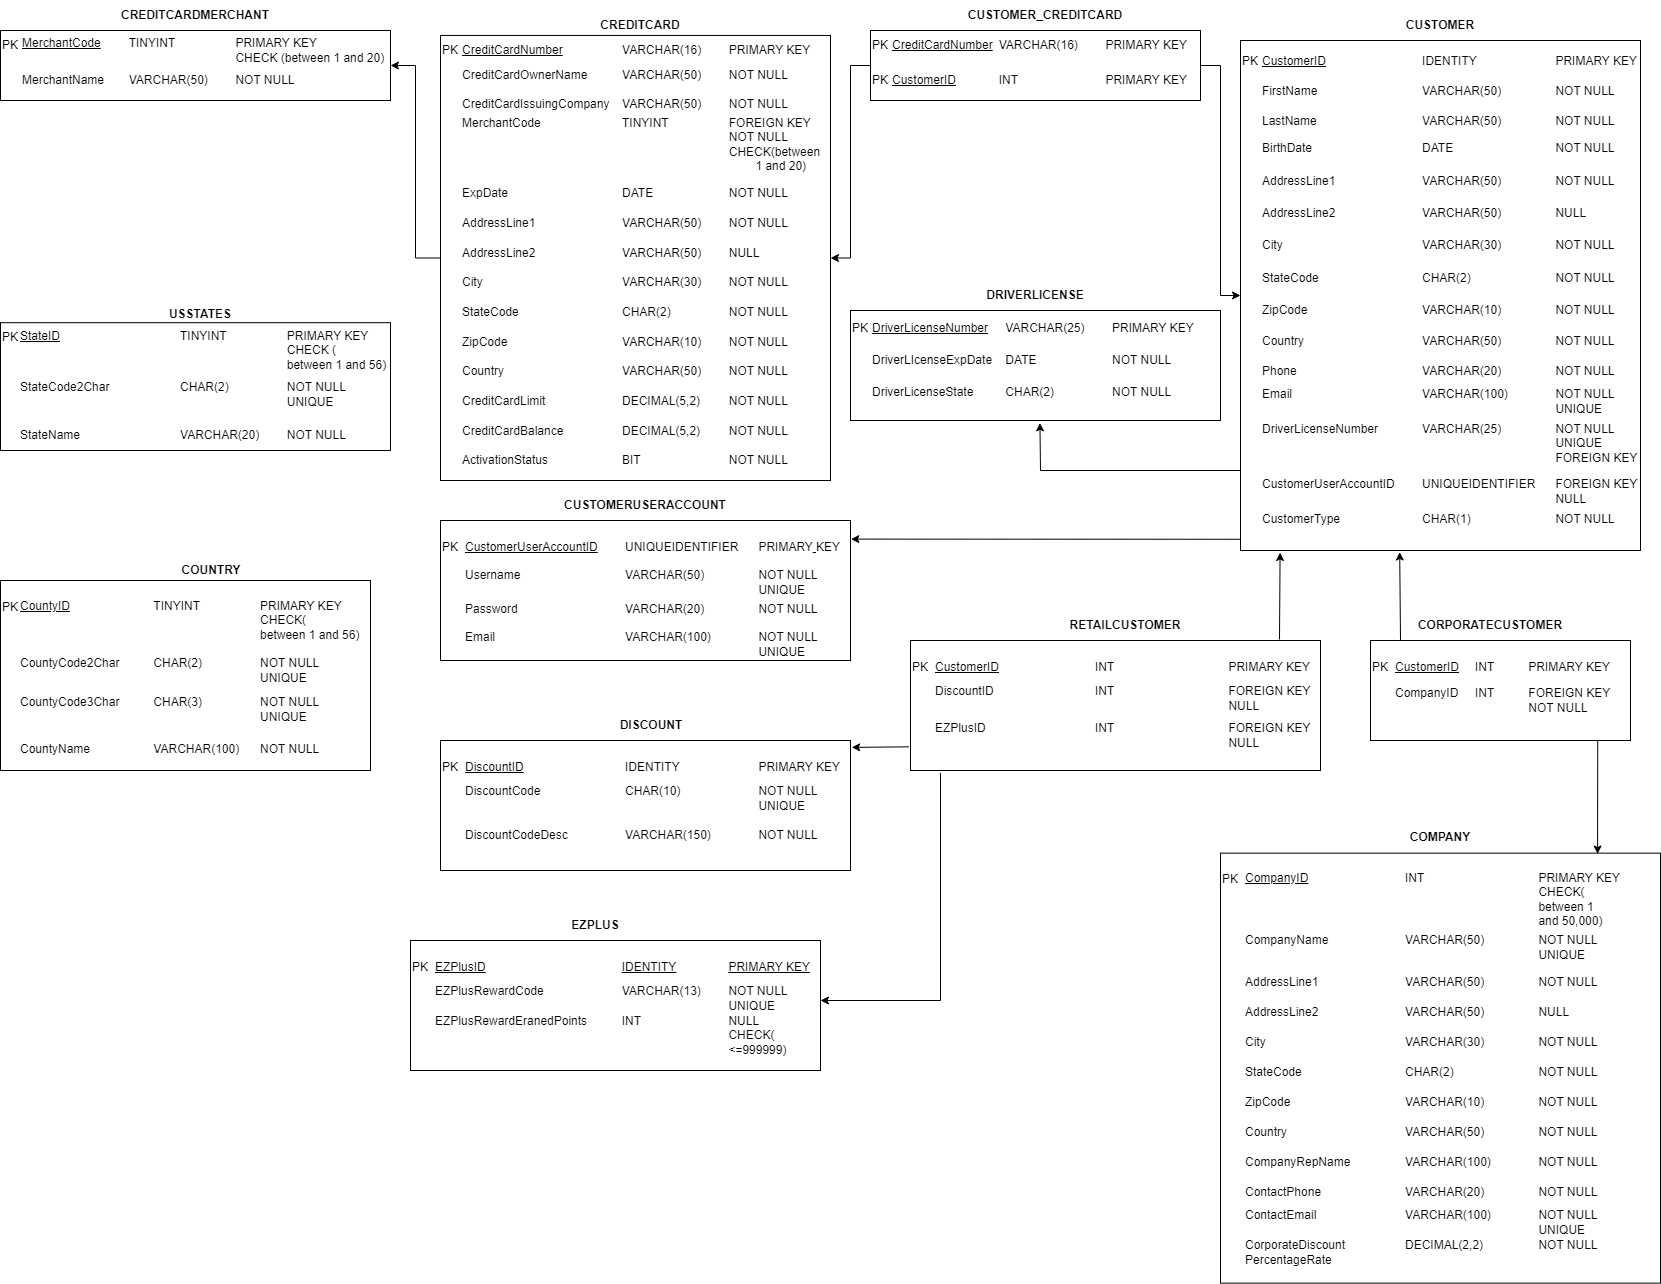 CREDITCARDMERCHANT
PK MerchantCode TINYINT PRIMARY KEY
CHECK (between 1 and 20)
MerchantName VARCHAR(50) NOT NULL
CREDITCARD
PK CreditCardNumber VARCHAR(16) PRIMARY KEY
CreditCardOwnerName VARCHAR(50) NOT NULL
CreditCardIssuingCompany VARCHAR(50) NOT NULL
MerchantCode TINYINT FOREIGN KEY
NOT NULL
CHECK(between
1 and 20)
ExpDate DATE NOT NULL
AddressLine1 VARCHAR(50) NOT NULL
AddressLine2 VARCHAR(50) NULL
City VARCHAR(30) NOT NULL
StateCode CHAR(2) NOT NULL
ZipCode VARCHAR(10) NOT NULL
Country VARCHAR(50) NOT NULL
CreditCardLimit DECIMAL(5,2) NOT NULL
CreditCardBalance DECIMAL(5,2) NOT NULL
ActivationStatus BIT NOT NULL
CUSTOMER_CREDITCARD
PK CreditCardNumber VARCHAR(16) PRIMARY KEY
PK CustomerID INT PRIMARY KEY
CUSTOMER
PK CustomerID IDENTITY PRIMARY KEY
FirstName VARCHAR(50) NOT NULL
LastName VARCHAR(50) NOT NULL
BirthDate DATE NOT NULL
AddressLine1 VARCHAR(50) NOT NULL
AddressLine2 VARCHAR(50) NULL
City VARCHAR(30) NOT NULL
StateCode CHAR(2) NOT NULL
ZipCode VARCHAR(10) NOT NULL
Country VARCHAR(50) NOT NULL
Phone VARCHAR(20) NOT NULL
Email VARCHAR(100) NOT NULL
UNIQUE
DriverLicenseNumber VARCHAR(25) NOT NULL
UNIQUE
FOREIGN KEY
CustomerUserAccountID UNIQUEIDENTIFIER FOREIGN KEY
NULL
CustomerType CHAR(1) NOT NULL
USSTATES
PK StateID TINYINT PRIMARY KEY
CHECK (
between 1 and 56)
StateCode2Char CHAR(2) NOT NULL
UNIQUE
StateName VARCHAR(20) NOT NULL
DRIVERLICENSE
PK DriverLicenseNumber VARCHAR(25) PRIMARY KEY
DriverLIcenseExpDate DATE NOT NULL
DriverLicenseState CHAR(2) NOT NULL
CUSTOMERUSERACCOUNT
PK CustomerUserAccountID UNIQUEIDENTIFIER PRIMARY KEY
Username VARCHAR(50) NOT NULL
UNIQUE
Password VARCHAR(20) NOT NULL
Email VARCHAR(100) NOT NULL
UNIQUE
COUNTRY
PK CountyID TINYINT PRIMARY KEY
CHECK(
between 1 and 56)
CountyCode2Char CHAR(2) NOT NULL
UNIQUE
CountyCode3Char CHAR(3) NOT NULL
UNIQUE
CountyName VARCHAR(100) NOT NULL
RETAILCUSTOMER
PK CustomerID INT PRIMARY KEY
DiscountID INT FOREIGN KEY
NULL
EZPlusID INT FOREIGN KEY
NULL
CORPORATECUSTOMER
PK CustomerID INT PRIMARY KEY
CompanyID INT FOREIGN KEY
NOT NULL
DISCOUNT
PK DiscountID IDENTITY PRIMARY KEY
DiscountCode CHAR(10) NOT NULL
UNIQUE
DiscountCodeDesc VARCHAR(150) NOT NULL
EZPLUS
PK EZPlusID IDENTITY PRIMARY KEY
EZPlusRewardCode VARCHAR(13) NOT NULL
UNIQUE
EZPlusRewardEranedPoints INT NULL
CHECK(
<=999999)
COMPANY
PK CompanyID INT PRIMARY KEY
CHECK(
between 1
and 50,000)
CompanyName VARCHAR(50) NOT NULL
UNIQUE
AddressLine1 VARCHAR(50) NOT NULL
AddressLine2 VARCHAR(50) NULL
City VARCHAR(30) NOT NULL
StateCode CHAR(2) NOT NULL
ZipCode VARCHAR(10) NOT NULL
Country VARCHAR(50) NOT NULL
CompanyRepName VARCHAR(100) NOT NULL
ContactPhone VARCHAR(20) NOT NULL
ContactEmail VARCHAR(100) NOT NULL
UNIQUE
CorporateDiscount DECIMAL(2,2) NOT NULL
PercentageRate